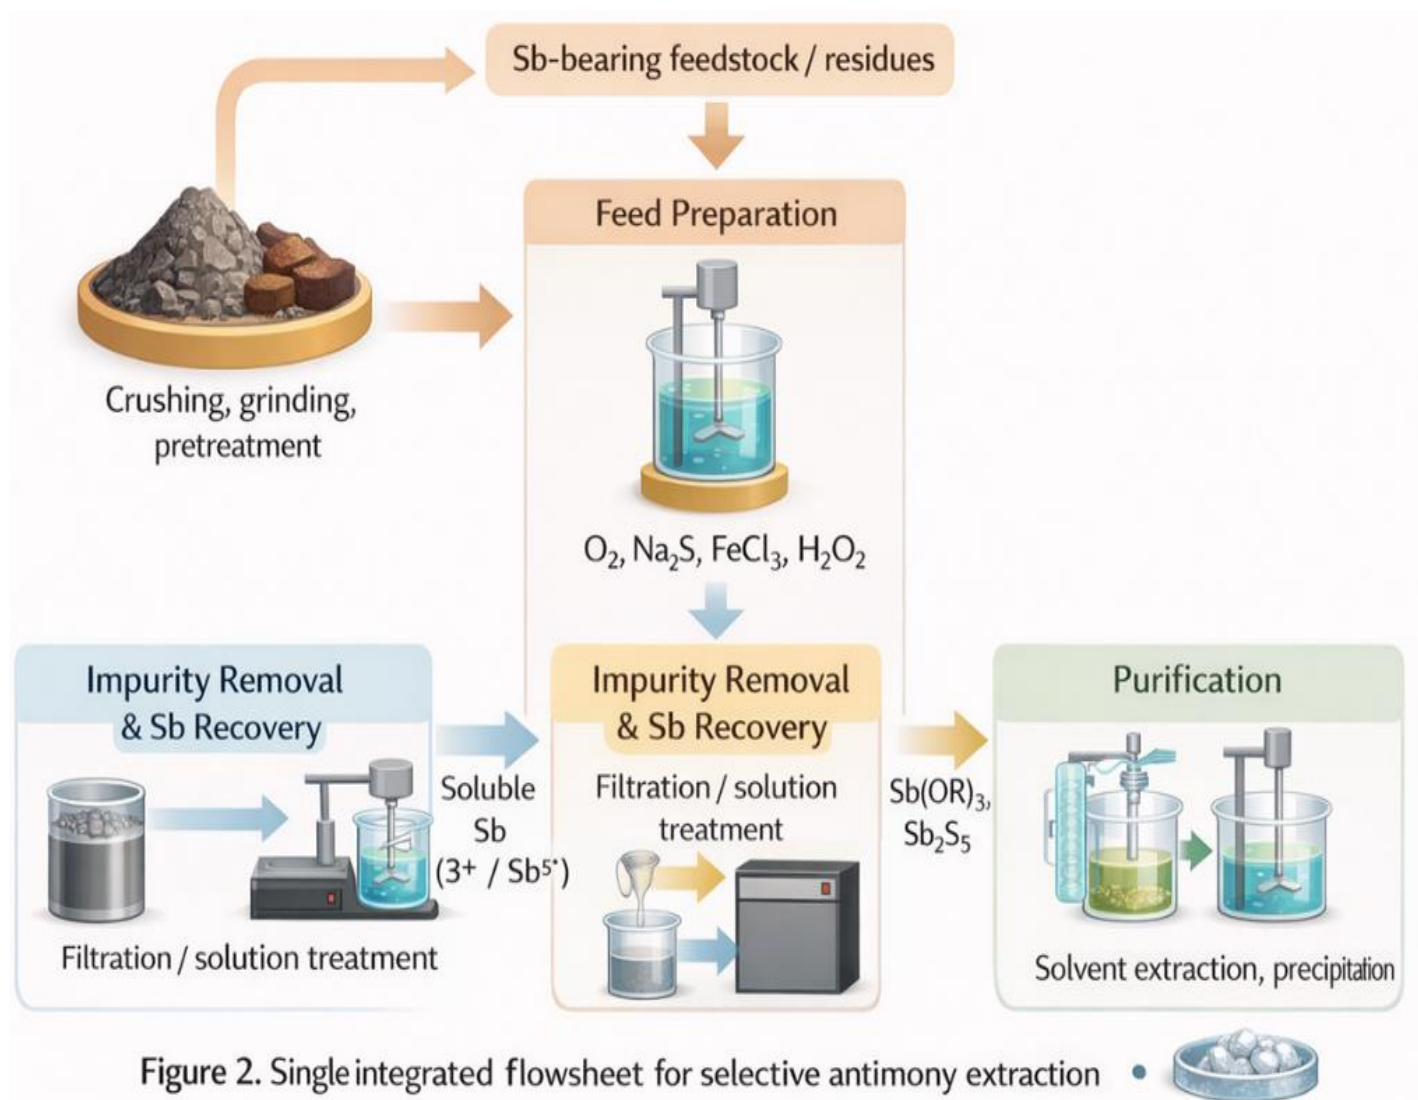 Sb-bearing feedstock / residues
Feed Preparation
Crushing, grinding,
pretreatment
O₂, Na₂S, FeCl₃, H₂O₂
Impurity Removal
& Sb Recovery
Filtration / solution treatment
Soluble
Sb
(3⁺ / Sb⁵˙)
Impurity Removal
& Sb Recovery
Filtration / solution
treatment
Sb(OR)₃,
Sb₂S₅
Purification
Solvent extraction, precipitation
Figure 2. Single integrated flowsheet for selective antimony extraction •